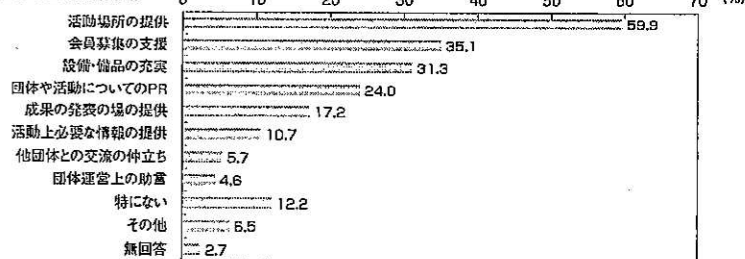 0 10 20 30 40 50 60 70 (%)
活動場所の提供 59.9
会員募集の支援 35.1
設備・備品の充実 31.3
団体や活動についてのPR 24.0
成果の発表の場の提供 17.2
活動上必要な情報の提供 10.7
他団体との交流の仲立ち 5.7
団体運営上の助言 4.6
特にない 12.2
その他 6.5
無回答 2.7